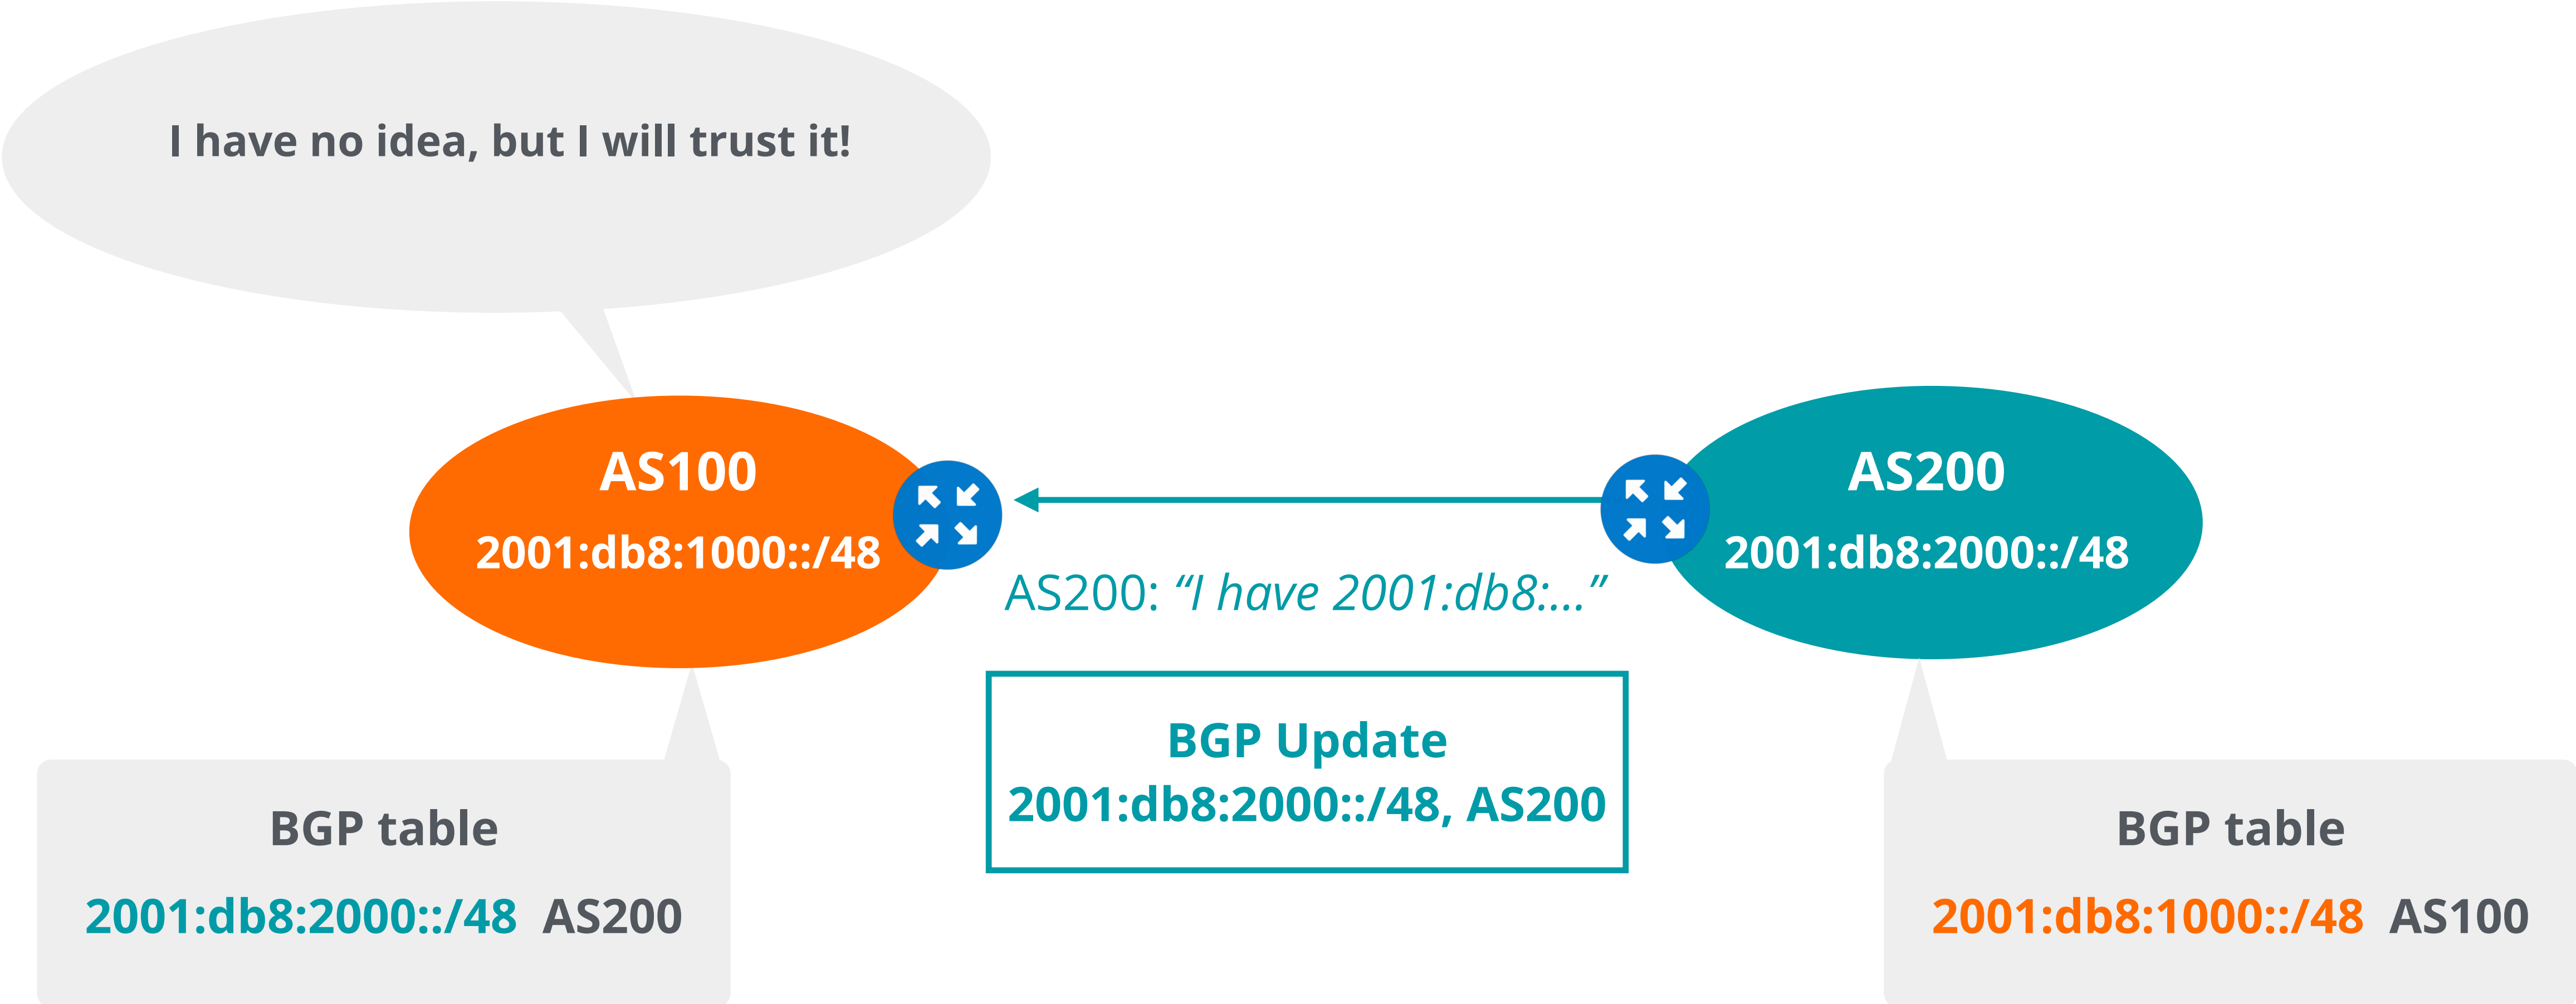 I have no idea, but I will trust it!
AS100
2001:db8:1000::/48
AS200
2001:db8:2000::/48
AS200: “I have 2001:db8:...”
BGP Update
2001:db8:2000::/48, AS200
BGP table
2001:db8:2000::/48 AS200
BGP table
2001:db8:1000::/48 AS100